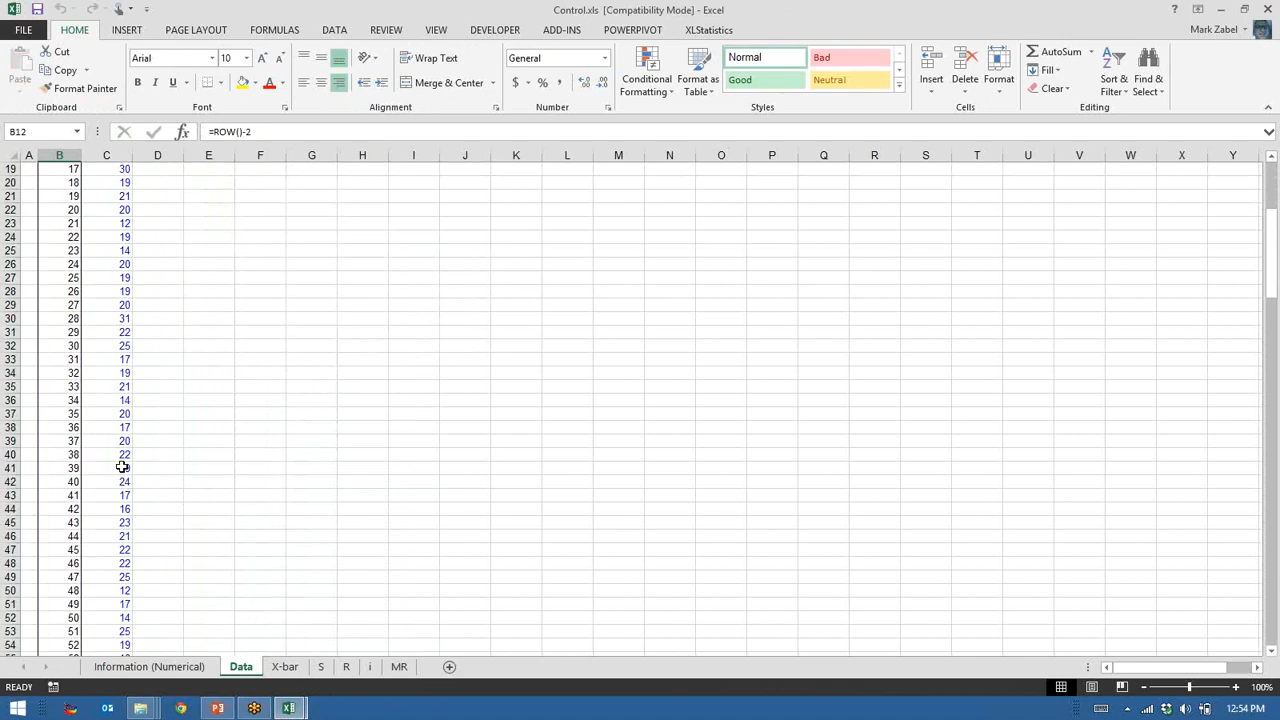 Control.xls [Compatibility Mode] - Excel
FILE HOME INSERT PAGE LAYOUT FORMULAS DATA REVIEW VIEW DEVELOPER ADD-INS POWERPIVOT XLStatistics Mark Zabel
Paste Cut Copy Format Painter
Arial 10 Wrap Text Merge & Center General
Conditional Formatting Format as Table Normal Bad Good Neutral
Insert Delete Format AutoSum Fill Clear Sort & Filter Find & Select
Clipboard Font Alignment Number Styles Cells Editing
B12 fx =ROW()-2
A B C D E F G H I J K L M N O P Q R S T U V W X Y
19 17 30
20 18 19
21 19 21
22 20 20
23 21 12
24 22 19
25 23 14
26 24 20
27 25 19
28 26 19
29 27 20
30 28 31
31 29 22
32 30 25
33 31 17
34 32 19
35 33 21
36 34 14
37 35 20
38 36 17
39 37 20
40 38 22
41 39
42 40 24
43 41 17
44 42 16
45 43 23
46 44 21
47 45 22
48 46 22
49 47 25
50 48 12
51 49 17
52 50 14
53 51 25
54 52 19
Information (Numerical) Data X-bar S R i MR
READY 100%
12:54 PM